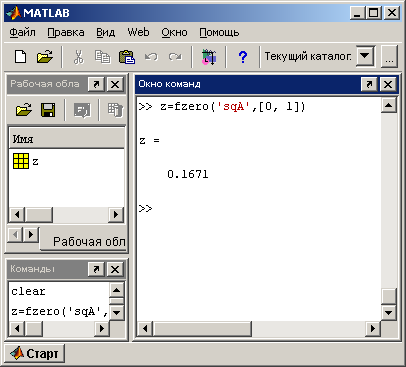 MATLAB
Файл Правка Вид Web Окно Помощь
Текущий каталог: ...
Рабочая обла
Имя
z
Рабочая обл
Команды
clear
z=fzero('sqA',
Окно команд
>> z=fzero('sqA',[0, 1])
z =
0.1671
>>
Старт